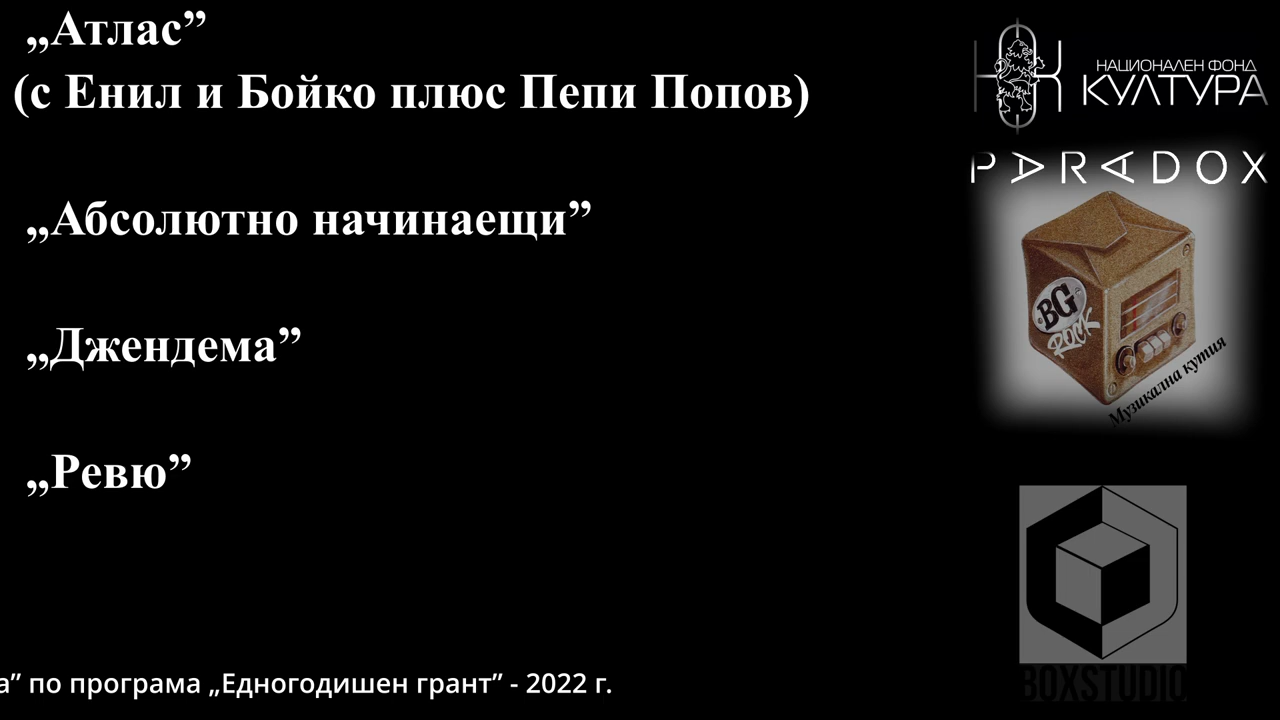 „Атлас”
(с Енил и Бойко плюс Пепи Попов)
„Абсолютно начинаещи”
„Джендема”
„Ревю”
НАЦИОНАЛЕН ФОНД
КУЛТУРА
PARADOX
BG
ROCK
Музикална кутия
BOXSTUDIO
а” по програма „Едногодишен грант” - 2022 г.